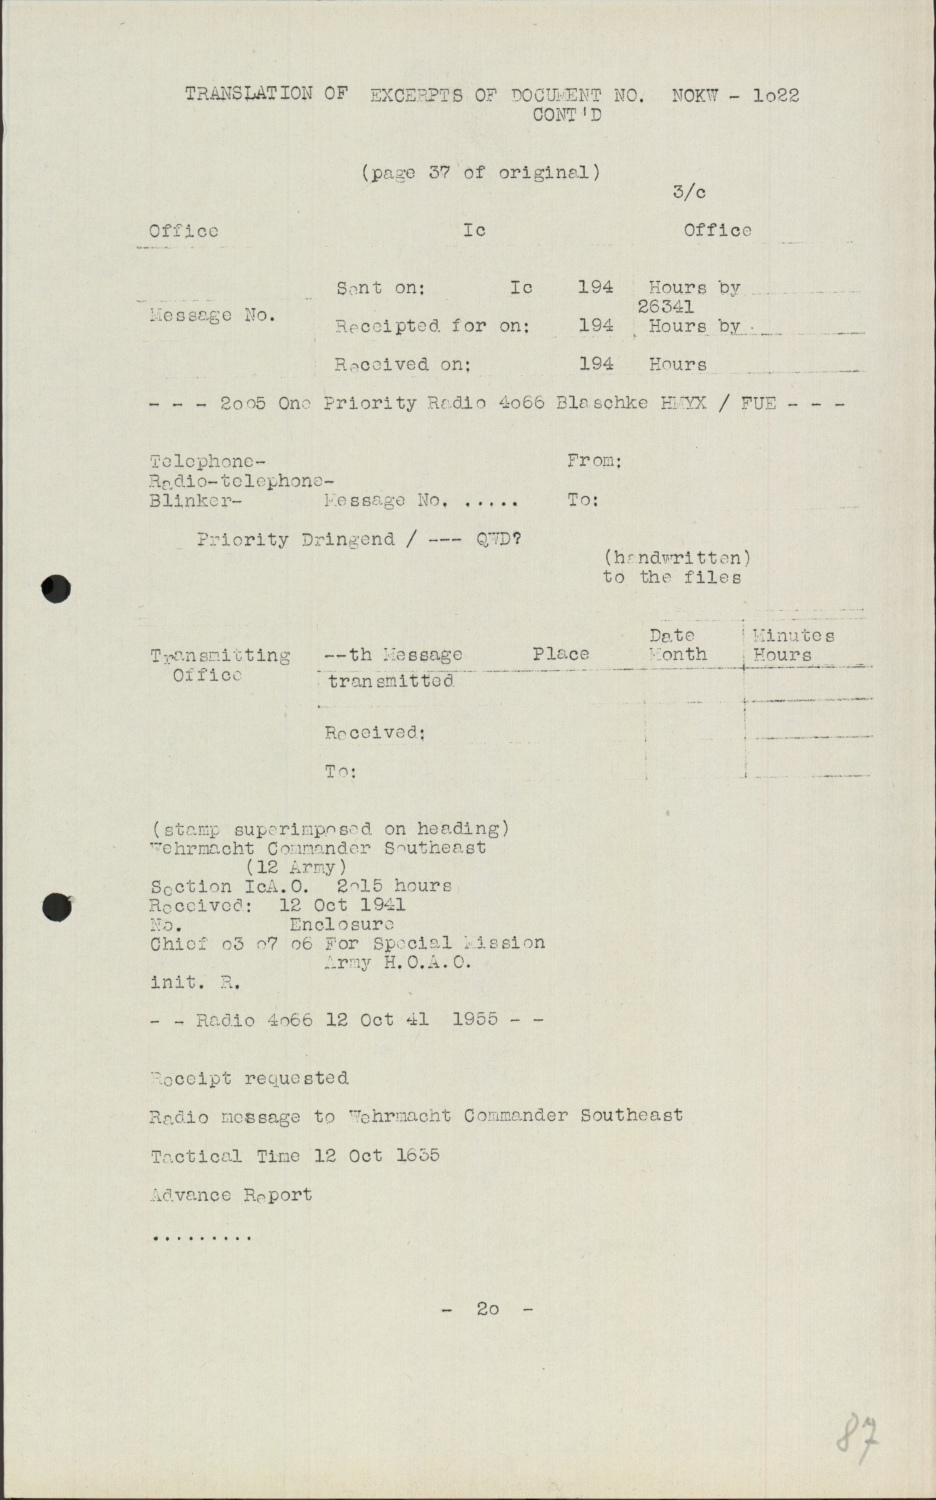 TRANSLATION OF EXCERPTS OF DOCUMENT NO. NOKW - 1o22
CONT'D
(page 37 of original)
3/c
Office Ic Office
Sent on: Ic 194 Hours by
26341
Message No.
Receipted for on: 194 Hours by
Received on: 194 Hours
- - - 2oo5 One Priority Radio 4o66 Blaschke HMYX / FUE - - -
Telephone- From:
Radio-telephone-
Blinker- Message No. ..... To:
Priority Dringend / --- QWD?
(handwritten)
to the files
Date Minutes
Transmitting --th Message Place Month Hours
Office transmitted
Received:
To:
(stamp superimposed on heading)
Wehrmacht Commander Southeast
(12 Army)
Section IcA.O. 2o15 hours
Received: 12 Oct 1941
No. Enclosure
Chief o3 o7 o6 For Special Mission
Army H.O.A.O.
init. R.
- - Radio 4o66 12 Oct 41 1955 - -
Receipt requested
Radio message to Wehrmacht Commander Southeast
Tactical Time 12 Oct 1635
Advance Report
.........
- 2o -
87